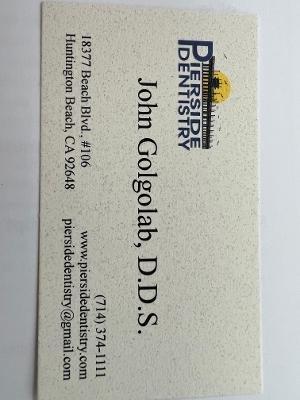 PIERSIDE
DENTISTRY
John Golgolab, D.D.S.
18377 Beach Blvd., #106
Huntington Beach, CA 92648
(714) 374-1111
www.piersidedentistry.com
piersidedentistry@gmail.com